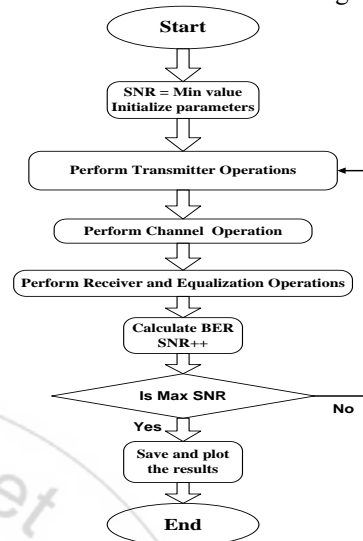 Start
SNR = Min value
Initialize parameters
Perform Transmitter Operations
Perform Channel Operation
Perform Receiver and Equalization Operations
Calculate BER
SNR++
Is Max SNR
No
Yes
Save and plot
the results
End